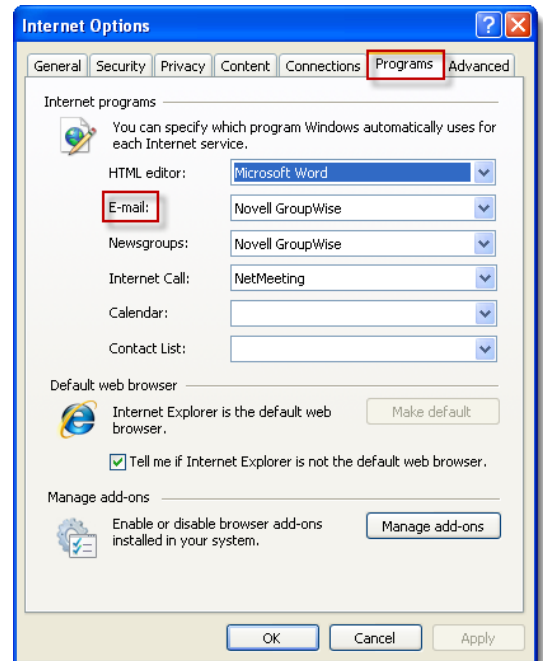 Internet Options
General Security Privacy Content Connections Programs Advanced
Internet programs
You can specify which program Windows automatically uses for
each Internet service.
HTML editor: Microsoft Word
E-mail: Novell GroupWise
Newsgroups: Novell GroupWise
Internet Call: NetMeeting
Calendar:
Contact List:
Default web browser
Internet Explorer is the default web
browser.
Make default
Tell me if Internet Explorer is not the default web browser.
Manage add-ons
Enable or disable browser add-ons
installed in your system.
Manage add-ons
OK Cancel Apply